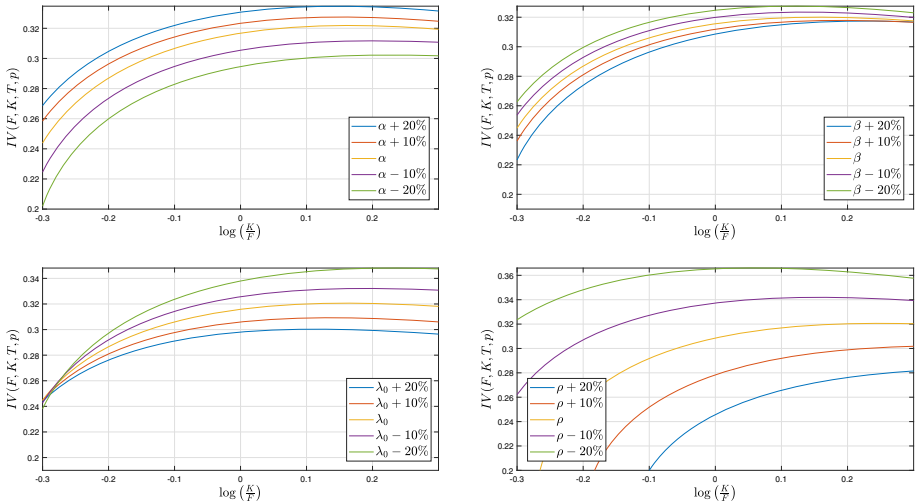 0.32
0.3
0.28
0.26
0.24
0.22
0.2
-0.3 -0.2 -0.1 0 0.1 0.2
IV(F, K, T, p)
log (K/F)
α + 20%
α + 10%
α
α − 10%
α − 20%
0.32
0.3
0.28
0.26
0.24
0.22
0.2
-0.3 -0.2 -0.1 0 0.1 0.2
IV(F, K, T, p)
log (K/F)
β + 20%
β + 10%
β
β − 10%
β − 20%
0.34
0.32
0.3
0.28
0.26
0.24
0.22
0.2
-0.3 -0.2 -0.1 0 0.1 0.2
IV(F, K, T, p)
log (K/F)
λ₀ + 20%
λ₀ + 10%
λ₀
λ₀ − 10%
λ₀ − 20%
0.36
0.34
0.32
0.3
0.28
0.26
0.24
0.22
0.2
-0.3 -0.2 -0.1 0 0.1 0.2
IV(F, K, T, p)
log (K/F)
ρ + 20%
ρ + 10%
ρ
ρ − 10%
ρ − 20%